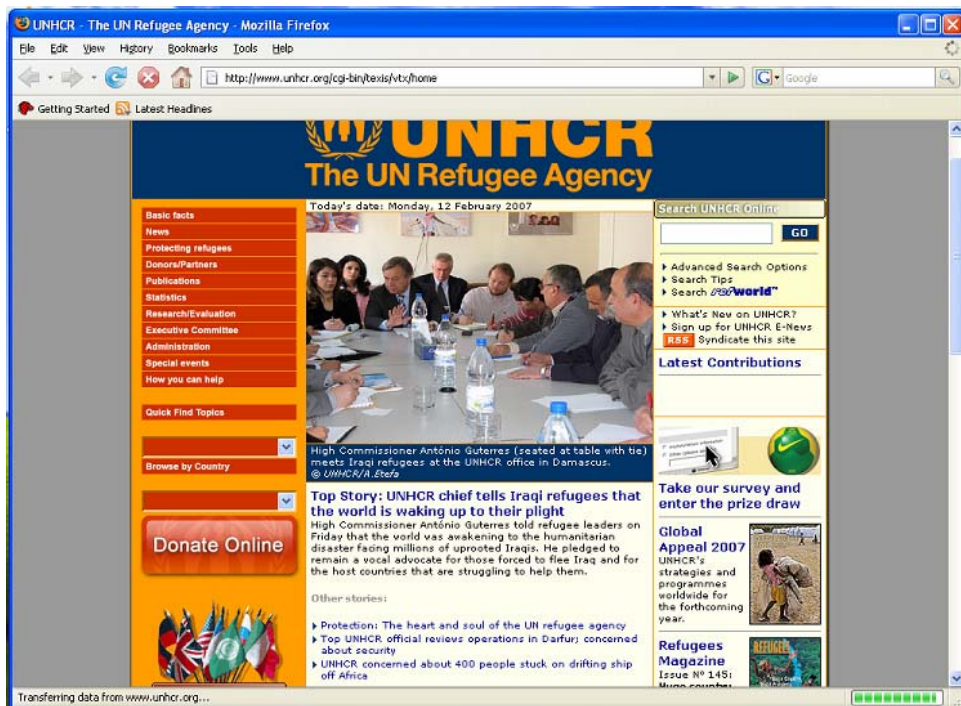 UNHCR - The UN Refugee Agency - Mozilla Firefox
File Edit View History Bookmarks Tools Help
http://www.unhcr.org/cgi-bin/texis/vtx/home
Google
Getting Started Latest Headlines
UNHCR
The UN Refugee Agency
Basic facts
News
Protecting refugees
Donors/Partners
Publications
Statistics
Research/Evaluation
Executive Committee
Administration
Special events
How you can help
Quick Find Topics
Browse by Country
Donate Online
Today's date: Monday, 12 February 2007
High Commissioner António Guterres (seated at table with tie)
meets Iraqi refugees at the UNHCR office in Damascus.
© UNHCR/A.Etefa
Top Story: UNHCR chief tells Iraqi refugees that
the world is waking up to their plight
High Commissioner António Guterres told refugee leaders on
Friday that the world was awakening to the humanitarian
disaster facing millions of uprooted Iraqis. He pledged to
remain a vocal advocate for those forced to flee Iraq and for
the host countries that are struggling to help them.
Other stories:
Protection: The heart and soul of the UN refugee agency
Top UNHCR official reviews operations in Darfur; concerned
about security
UNHCR concerned about 400 people stuck on drifting ship
off Africa
Search UNHCR Online
GO
Advanced Search Options
Search Tips
Search refworld™
What's New on UNHCR?
Sign up for UNHCR E-News
RSS Syndicate this site
Latest Contributions
Take our survey and
enter the prize draw
Global
Appeal 2007
UNHCR's
strategies and
programmes
worldwide for
the forthcoming
year.
Refugees
Magazine
Issue N° 145:
REFUGEES
Transferring data from www.unhcr.org...